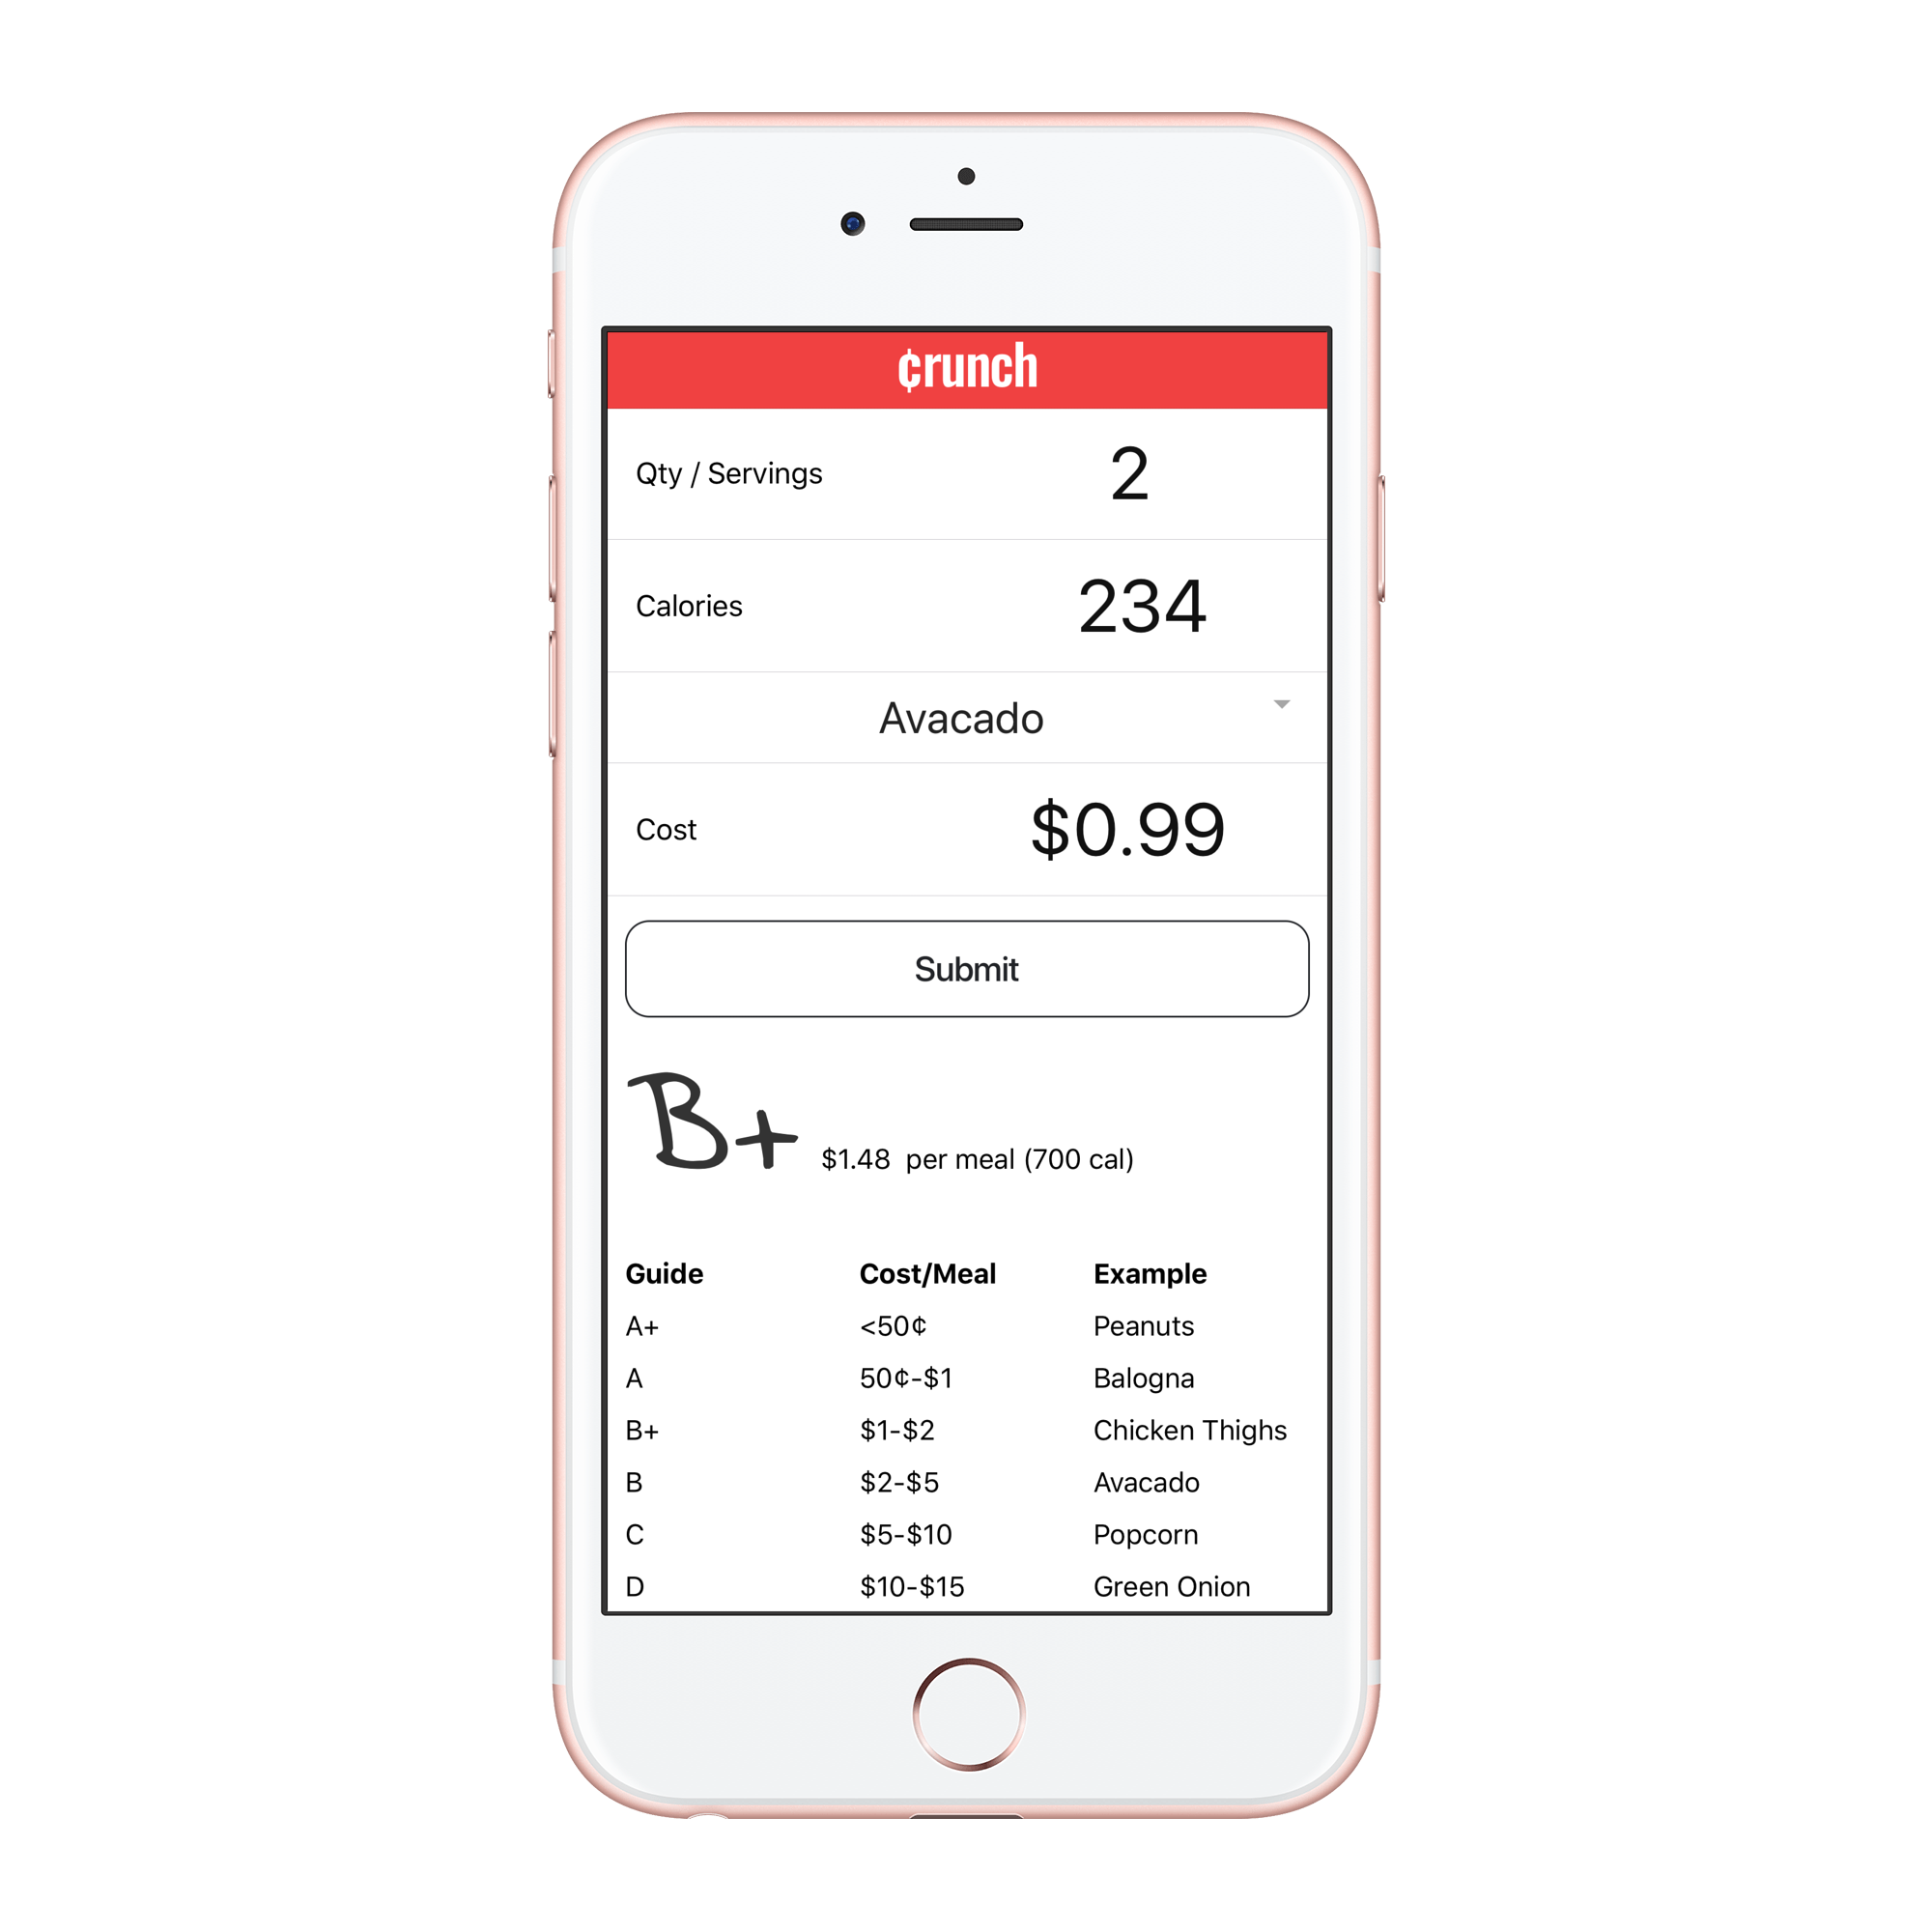 ¢runch
Qty / Servings 2
Calories 234
Avacado
Cost $0.99
Submit
B+ $1.48 per meal (700 cal)
Guide Cost/Meal Example
A+ <50¢ Peanuts
A 50¢-$1 Balogna
B+ $1-$2 Chicken Thighs
B $2-$5 Avacado
C $5-$10 Popcorn
D $10-$15 Green Onion